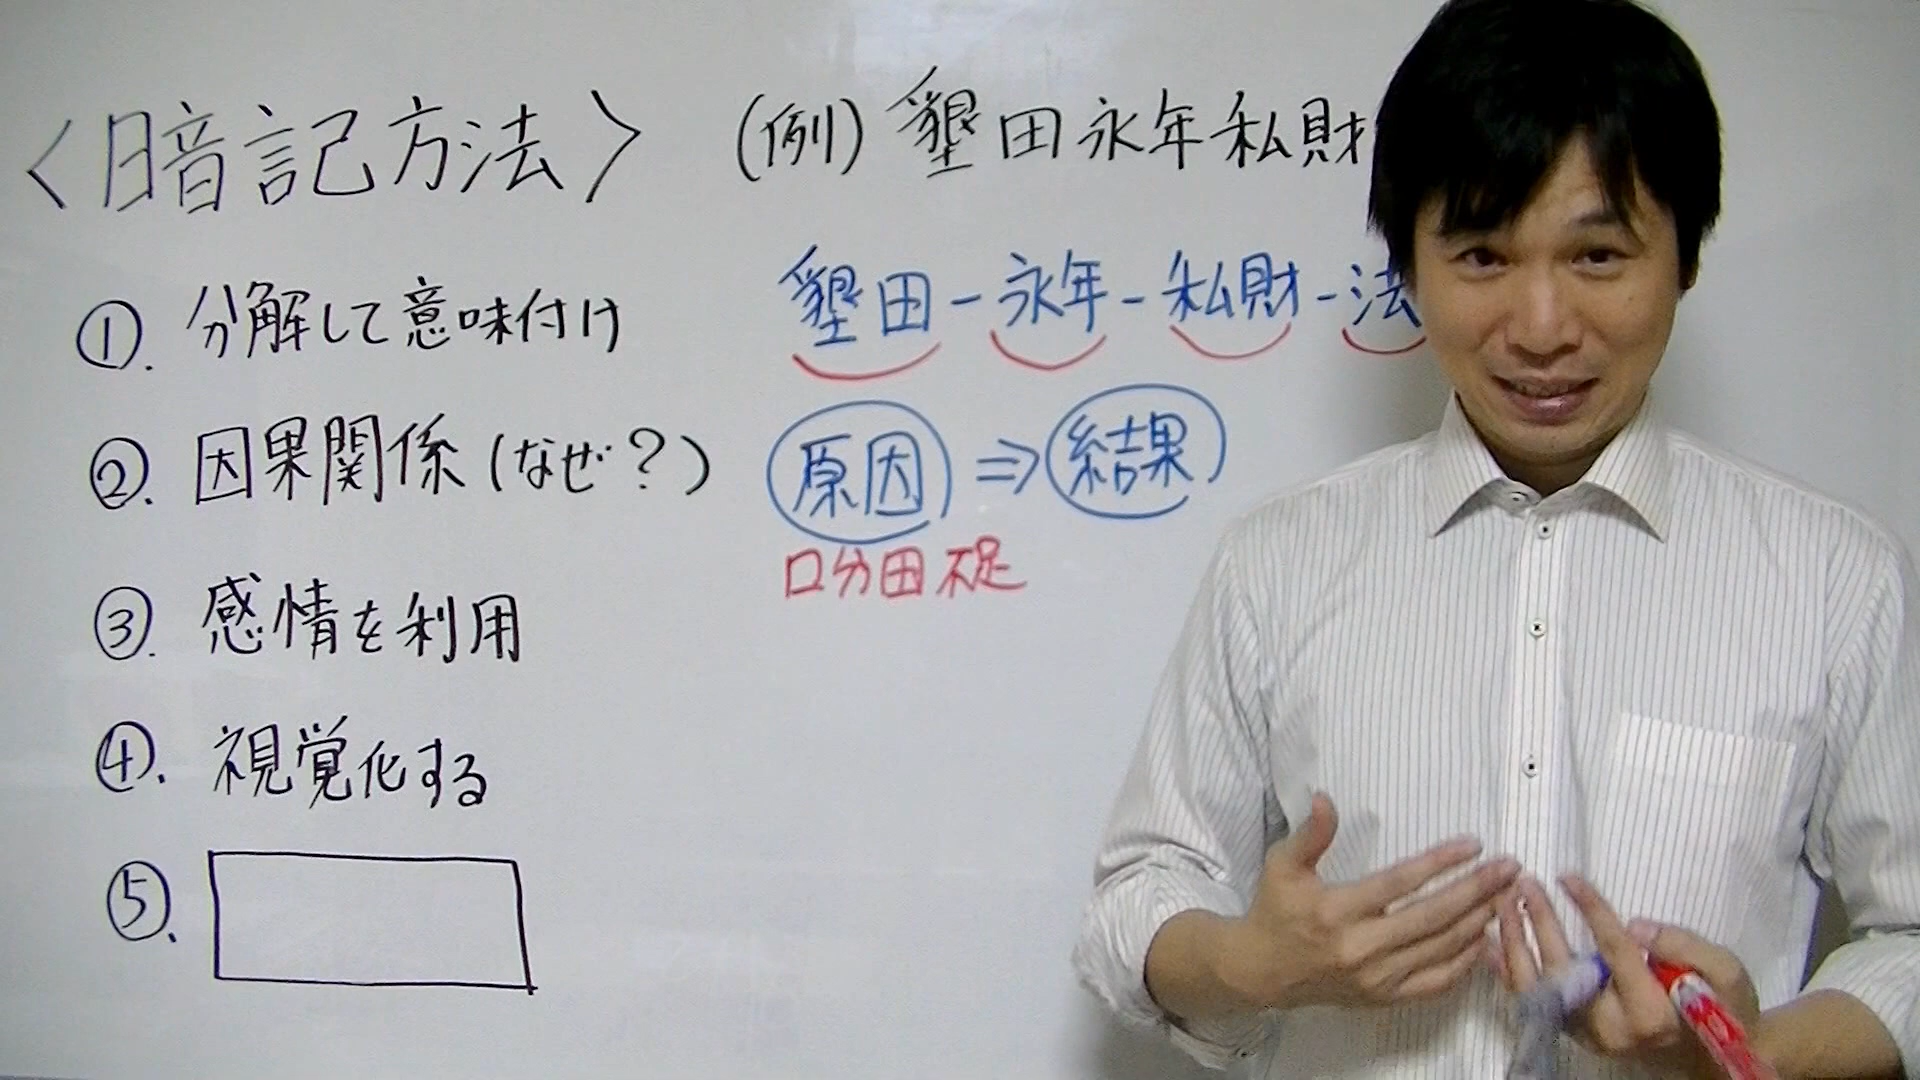 〈暗記方法〉
(例) 墾田永年私財
① 分解して意味付け
墾田-永年-私財-法
② 因果関係(なぜ?)
原因⇒結果
口分田不足
③ 感情を利用
④ 視覚化する
⑤